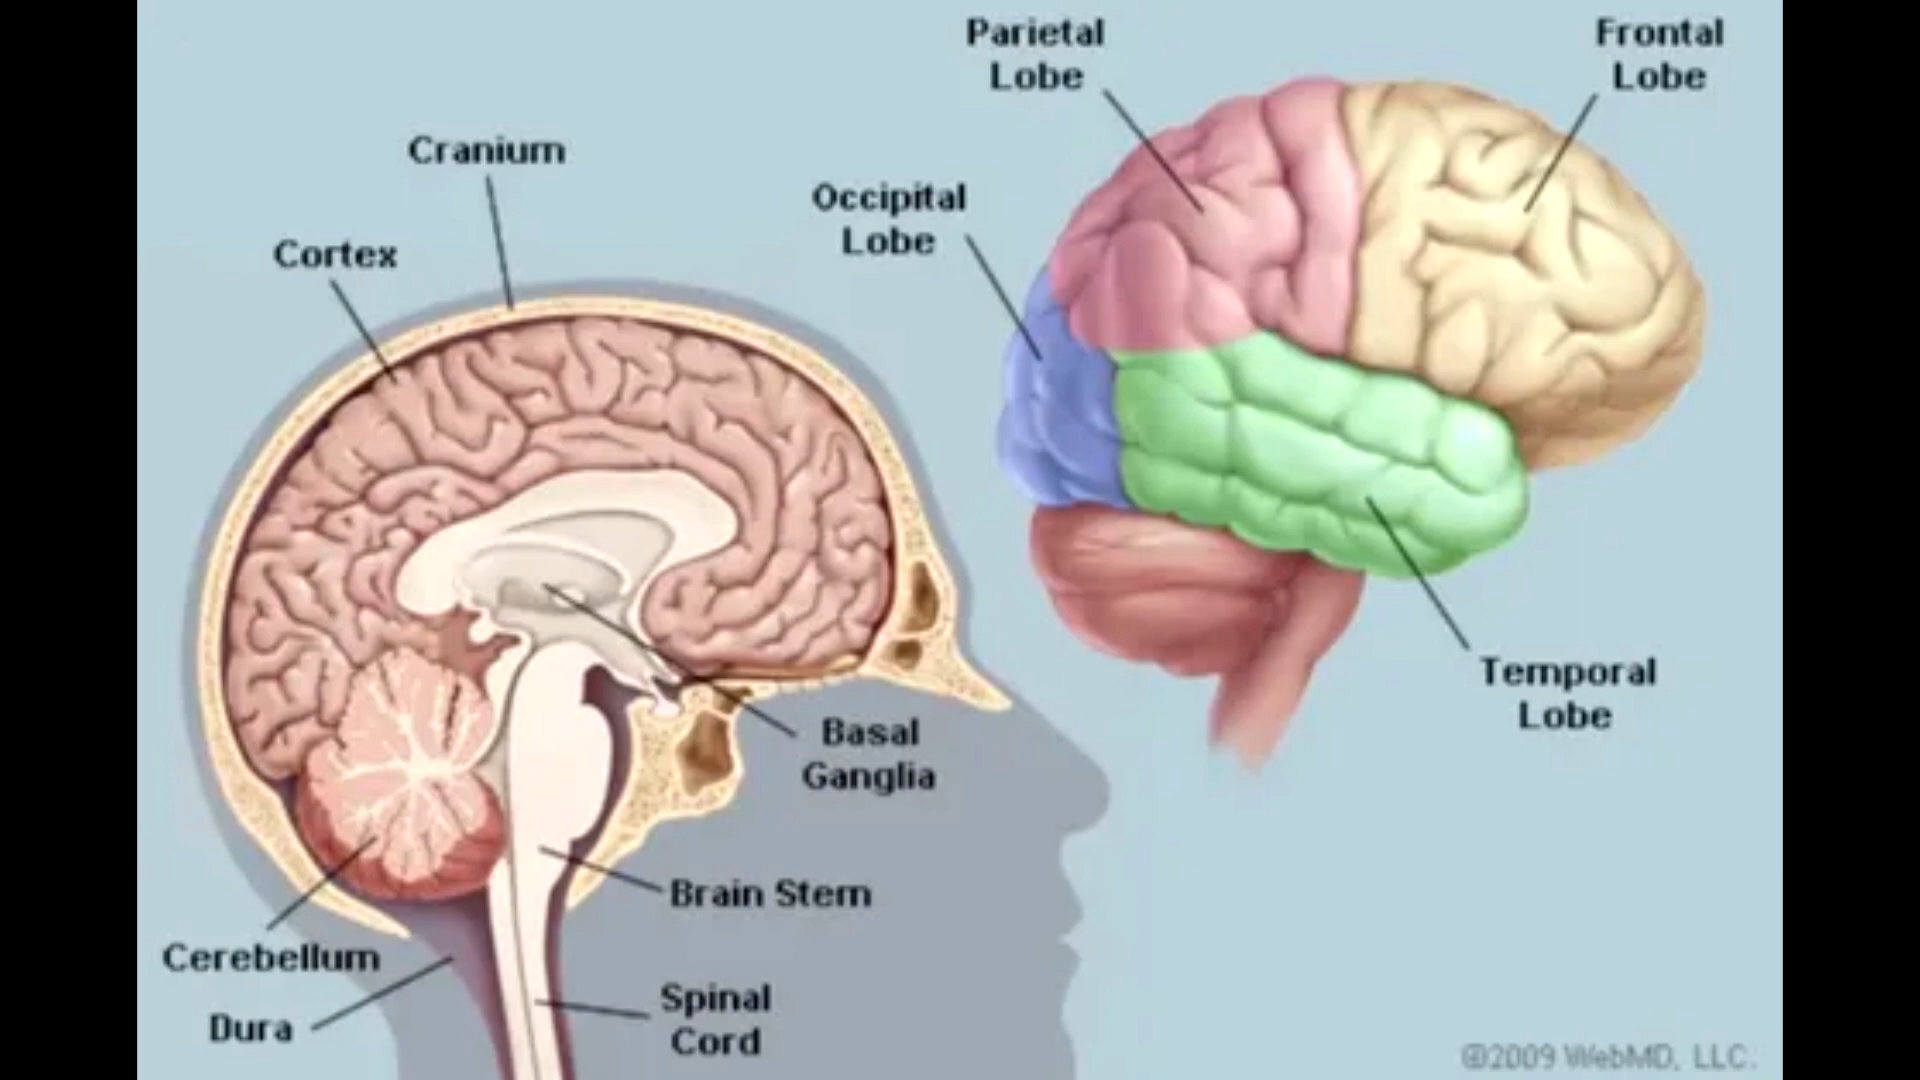 Parietal
Lobe
Frontal
Lobe
Cranium
Occipital
Lobe
Cortex
Temporal
Lobe
Basal
Ganglia
Brain Stem
Cerebellum
Dura
Spinal
Cord
©2009 WebMD, LLC.